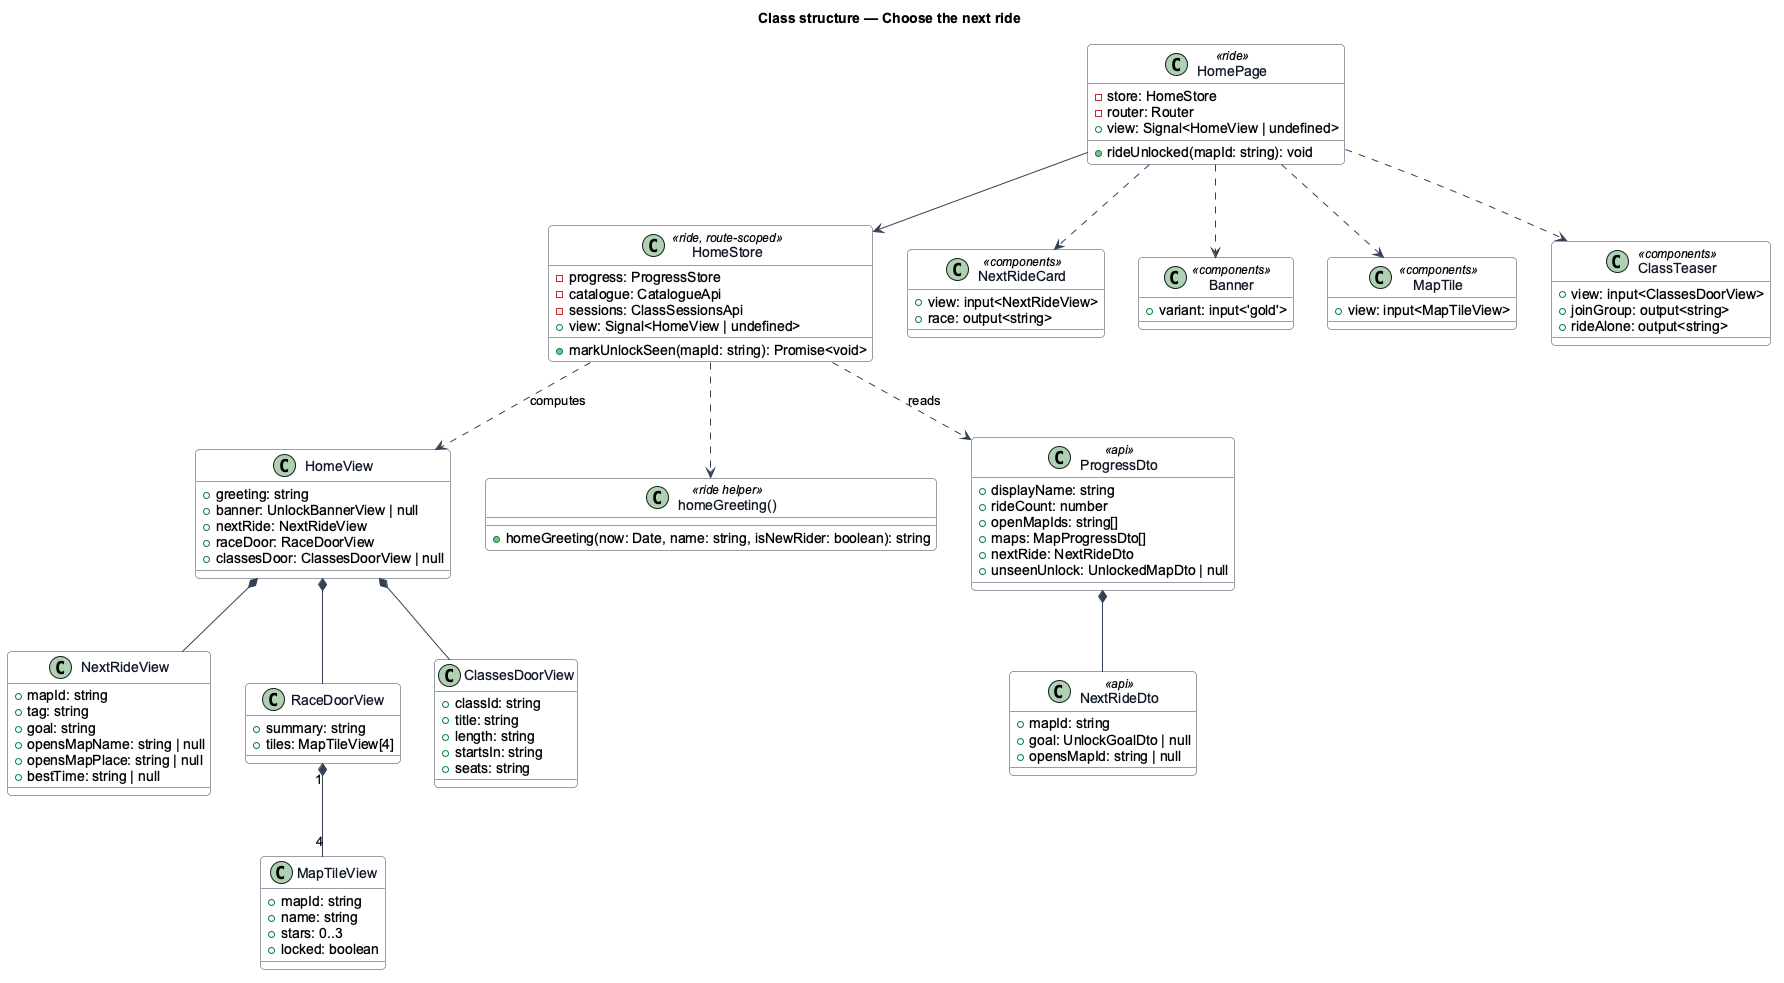 Class structure — Choose the next ride
«ride»
C HomePage
store: HomeStore
router: Router
view: Signal<HomeView | undefined>
rideUnlocked(mapId: string): void
«ride, route-scoped»
C HomeStore
progress: ProgressStore
catalogue: CatalogueApi
sessions: ClassSessionsApi
view: Signal<HomeView | undefined>
markUnlockSeen(mapId: string): Promise<void>
«components»
C NextRideCard
view: input<NextRideView>
race: output<string>
«components»
C Banner
variant: input<'gold'>
«components»
C MapTile
view: input<MapTileView>
«components»
C ClassTeaser
view: input<ClassesDoorView>
joinGroup: output<string>
rideAlone: output<string>
computes
reads
C HomeView
greeting: string
banner: UnlockBannerView | null
nextRide: NextRideView
raceDoor: RaceDoorView
classesDoor: ClassesDoorView | null
«ride helper»
C homeGreeting()
homeGreeting(now: Date, name: string, isNewRider: boolean): string
«api»
C ProgressDto
displayName: string
rideCount: number
openMapIds: string[]
maps: MapProgressDto[]
nextRide: NextRideDto
unseenUnlock: UnlockedMapDto | null
C NextRideView
mapId: string
tag: string
goal: string
opensMapName: string | null
opensMapPlace: string | null
bestTime: string | null
C RaceDoorView
summary: string
tiles: MapTileView[4]
C ClassesDoorView
classId: string
title: string
length: string
startsIn: string
seats: string
«api»
C NextRideDto
mapId: string
goal: UnlockGoalDto | null
opensMapId: string | null
1
4
C MapTileView
mapId: string
name: string
stars: 0..3
locked: boolean